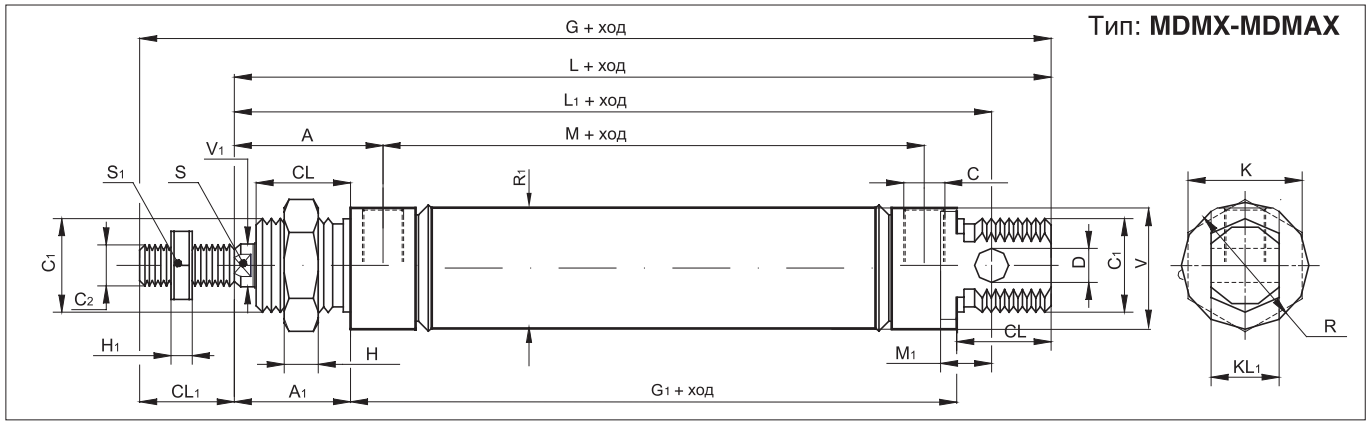 Тип: MDMX-MDMAX
G + ход
L + ход
L1 + ход
A
M + ход
V1
S1
S
CL
R1
C
K
C1
C2
D
C1
V
H1
H
M1
CL
R
CL1
A1
G1 + ход
KL1